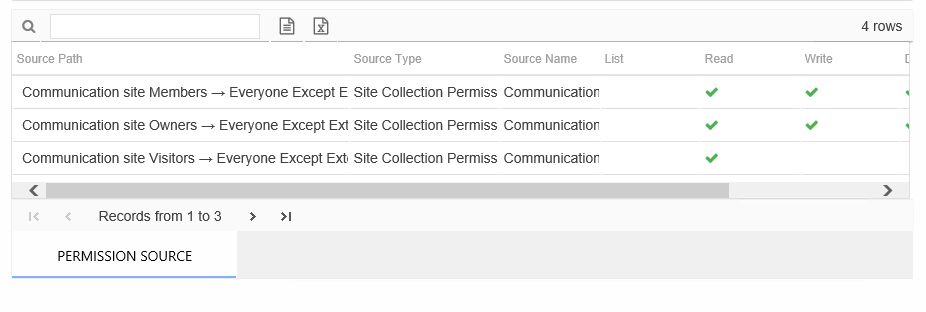 4 rows
Source Path Source Type Source Name List Read Write
Communication site Members → Everyone Except E Site Collection Permiss Communication
Communication site Owners → Everyone Except Ext Site Collection Permiss Communication
Communication site Visitors → Everyone Except Exte Site Collection Permiss Communication
Records from 1 to 3
PERMISSION SOURCE